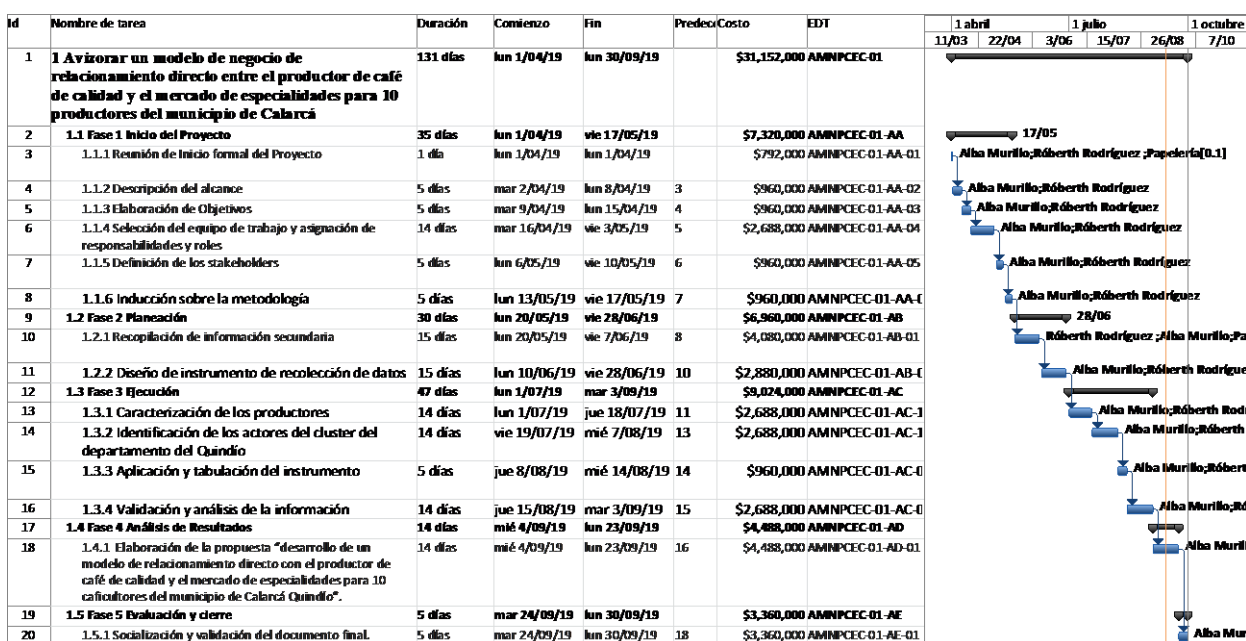 Id Nombre de tarea Duración Comienzo Fin Predec Costo EDT 1 abril 1 julio 1 octubre
11/03 22/04 3/06 15/07 26/08 7/10
1 1 Avizorar un modelo de negocio de 131 días lun 1/04/19 lun 30/09/19 $31,152,000 AMNPCEC-01
relacionamiento directo entre el productor de café
de calidad y el mercado de especialidades para 10
productores del municipio de Calarcá
2 1.1 Fase 1 Inicio del Proyecto 35 días lun 1/04/19 vie 17/05/19 $7,320,000 AMNPCEC-01-AA 17/05
3 1.1.1 Reunión de Inicio formal del Proyecto 1 día lun 1/04/19 lun 1/04/19 $792,000 AMNPCEC-01-AA-01 Alba Murillo;Róberth Rodríguez ;Papelería[0.1]
4 1.1.2 Descripción del alcance 5 días mar 2/04/19 lun 8/04/19 3 $960,000 AMNPCEC-01-AA-02 Alba Murillo;Róberth Rodríguez
5 1.1.3 Elaboración de Objetivos 5 días mar 9/04/19 lun 15/04/19 4 $960,000 AMNPCEC-01-AA-03 Alba Murillo;Róberth Rodríguez
6 1.1.4 Selección del equipo de trabajo y asignación de 14 días mar 16/04/19 vie 3/05/19 5 $2,688,000 AMNPCEC-01-AA-04 Alba Murillo;Róberth Rodríguez
responsabilidades y roles
7 1.1.5 Definición de los stakeholders 5 días lun 6/05/19 vie 10/05/19 6 $960,000 AMNPCEC-01-AA-05 Alba Murillo;Róberth Rodríguez
8 1.1.6 Inducción sobre la metodología 5 días lun 13/05/19 vie 17/05/19 7 $960,000 AMNPCEC-01-AA- Alba Murillo;Róberth Rodríguez
9 1.2 Fase 2 Planeación 30 días lun 20/05/19 vie 28/06/19 $6,960,000 AMNPCEC-01-AB 28/06
10 1.2.1 Recopilación de información secundaria 15 días lun 20/05/19 vie 7/06/19 8 $4,080,000 AMNPCEC-01-AB-01 Róberth Rodríguez ;Alba Murillo;Pa
11 1.2.2 Diseño de instrumento de recolección de datos 15 días lun 10/06/19 vie 28/06/19 10 $2,880,000 AMNPCEC-01-AB- Alba Murillo;Róberth Rodrígue
12 1.3 Fase 3 Ejecución 47 días lun 1/07/19 mar 3/09/19 $9,024,000 AMNPCEC-01-AC
13 1.3.1 Caracterización de los productores 14 días lun 1/07/19 jue 18/07/19 11 $2,688,000 AMNPCEC-01-AC- Alba Murillo;Róberth Rod
14 1.3.2 Identificación de los actores del cluster del 14 días vie 19/07/19 mié 7/08/19 13 $2,688,000 AMNPCEC-01-AC- Alba Murillo;Róberth
departamento del Quindío
15 1.3.3 Aplicación y tabulación del instrumento 5 días jue 8/08/19 mié 14/08/19 14 $960,000 AMNPCEC-01-AC-0 Alba Murillo;Róbert
16 1.3.4 Validación y análisis de la información 14 días jue 15/08/19 mar 3/09/19 15 $2,688,000 AMNPCEC-01-AC-0 Alba Murillo;Ró
17 1.4 Fase 4 Análisis de Resultados 14 días mié 4/09/19 lun 23/09/19 $4,488,000 AMNPCEC-01-AD
18 1.4.1 Elaboración de la propuesta "desarrollo de un 14 días mié 4/09/19 lun 23/09/19 16 $4,488,000 AMNPCEC-01-AD-01 Alba Muril
modelo de relacionamiento directo con el productor de
café de calidad y el mercado de especialidades para 10
caficultores del municipio de Calarcá Quindío".
19 1.5 Fase 5 Evaluación y cierre 5 días mar 24/09/19 lun 30/09/19 $3,360,000 AMNPCEC-01-AE
20 1.5.1 Socialización y validación del documento final. 5 días mar 24/09/19 lun 30/09/19 18 $3,360,000 AMNPCEC-01-AE-01 Alba Mur